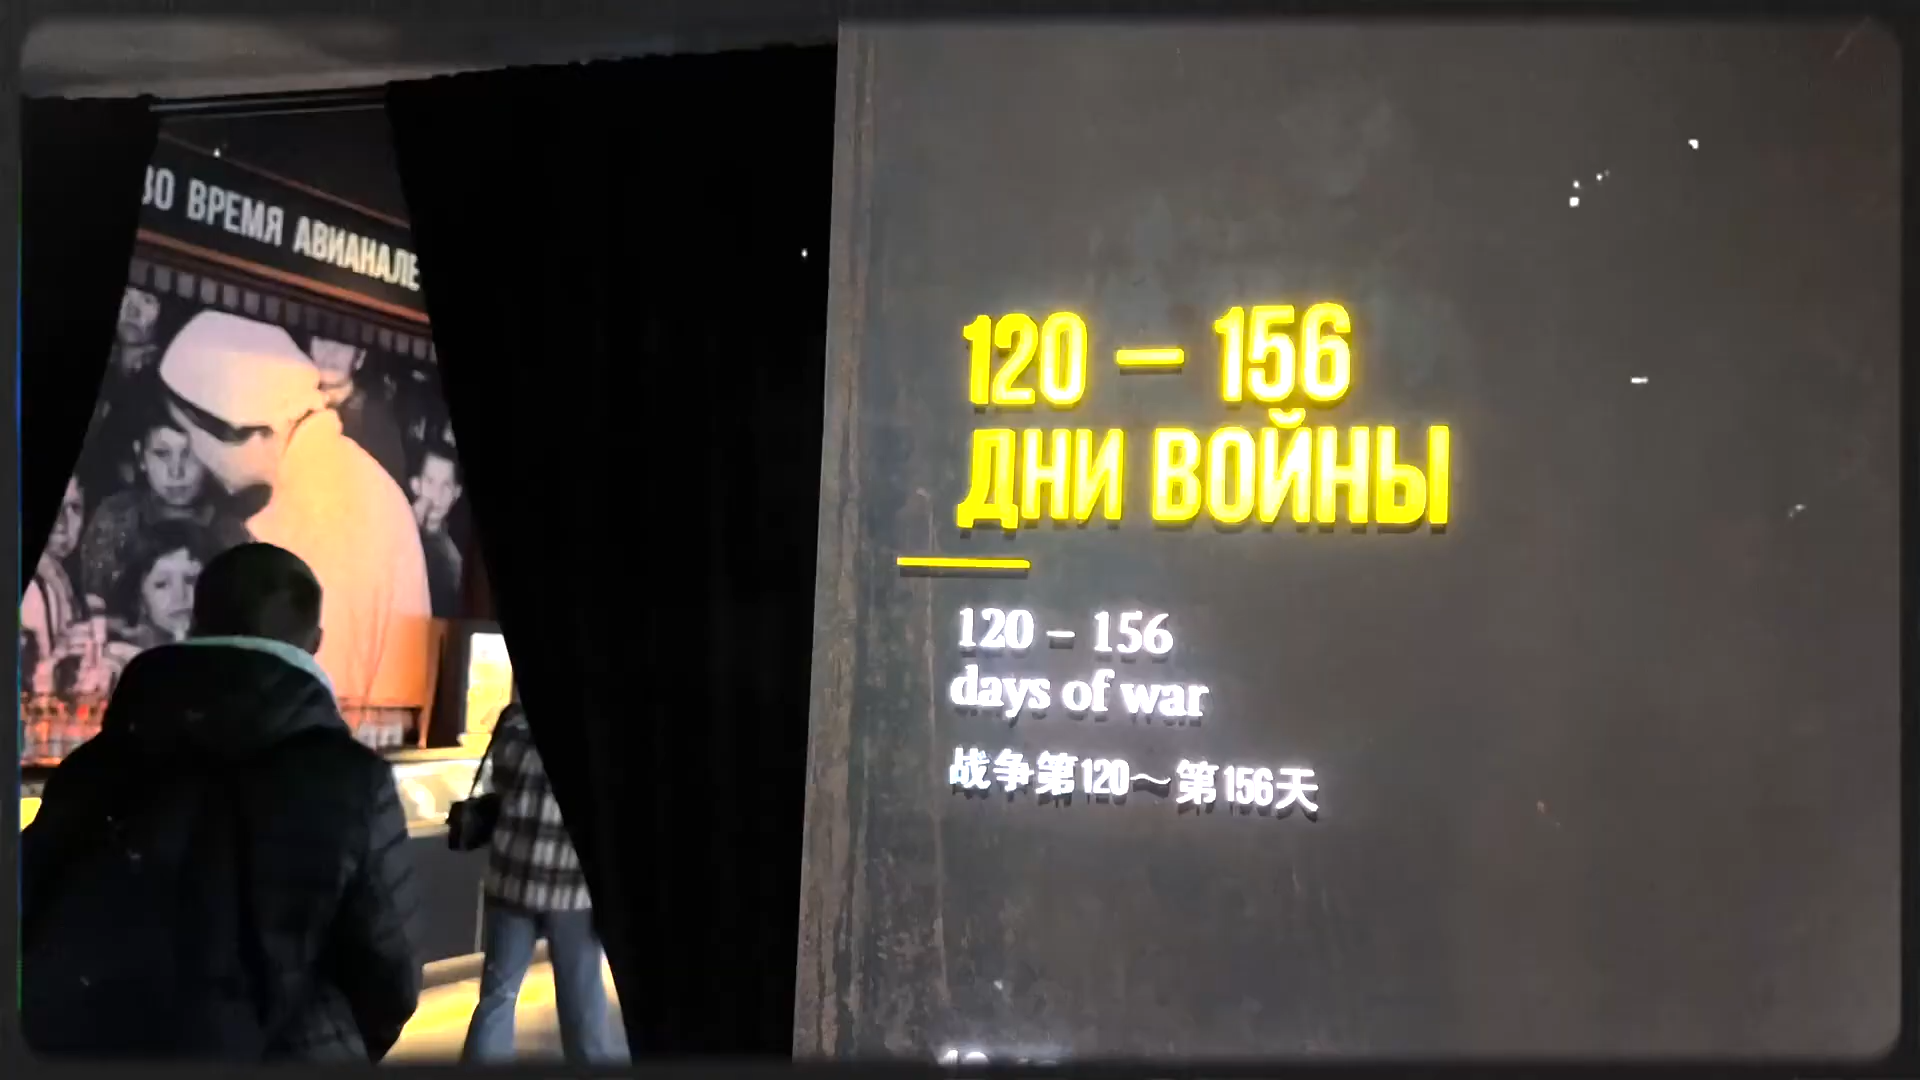 ВО ВРЕМЯ АВИАНАЛЕ
120 – 156
ДНИ ВОЙНЫ
120 – 156
days of war
战争第120～第156天